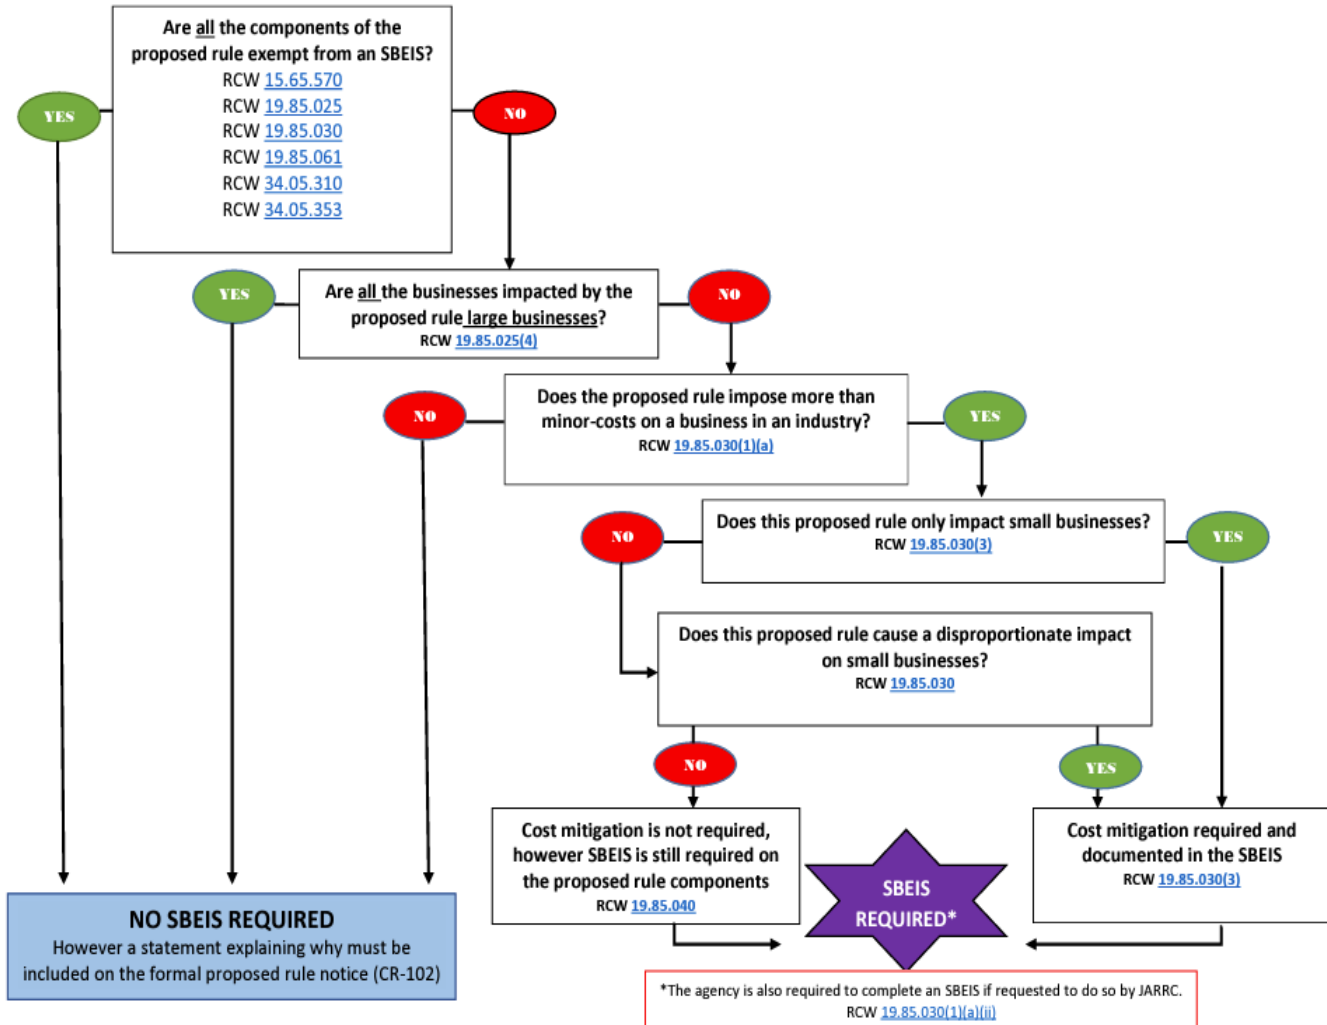 Are all the components of the
proposed rule exempt from an SBEIS?
RCW 15.65.570
RCW 19.85.025
RCW 19.85.030
RCW 19.85.061
RCW 34.05.310
RCW 34.05.353
YES
NO
Are all the businesses impacted by the
proposed rule large businesses?
RCW 19.85.025(4)
YES
NO
Does the proposed rule impose more than
minor-costs on a business in an industry?
RCW 19.85.030(1)(a)
NO
YES
Does this proposed rule only impact small businesses?
RCW 19.85.030(3)
NO
YES
Does this proposed rule cause a disproportionate impact
on small businesses?
RCW 19.85.030
NO
YES
Cost mitigation is not required,
however SBEIS is still required on
the proposed rule components
RCW 19.85.040
SBEIS
REQUIRED*
Cost mitigation required and
documented in the SBEIS
RCW 19.85.030(3)
NO SBEIS REQUIRED
However a statement explaining why must be
included on the formal proposed rule notice (CR-102)
*The agency is also required to complete an SBEIS if requested to do so by JARRC.
RCW 19.85.030(1)(a)(ii)